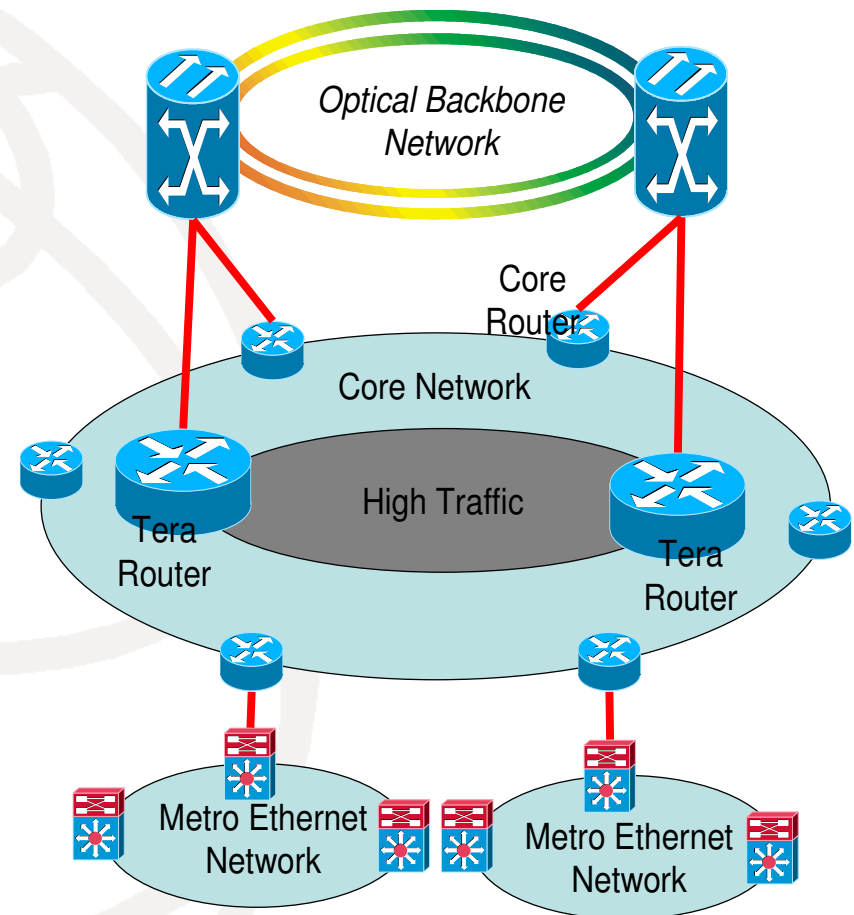 Optical Backbone
Network
Core
Router
Core Network
High Traffic
Tera
Router
Tera
Router
Metro Ethernet
Network
Metro Ethernet
Network